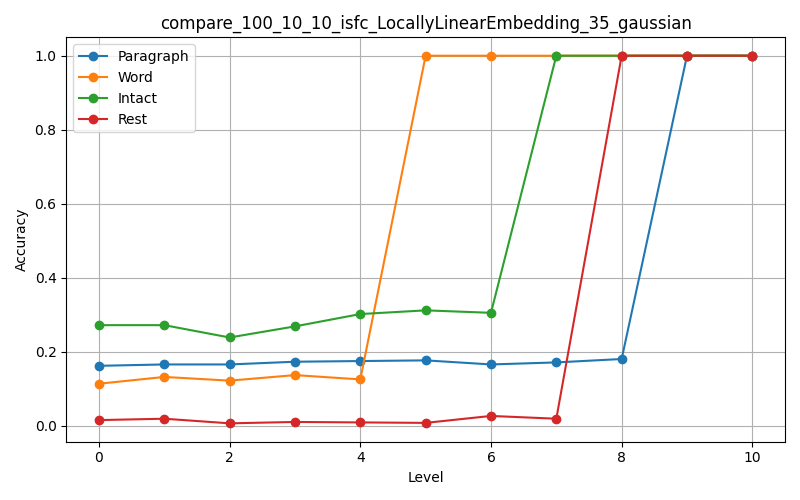 compare_100_10_10_isfc_LocallyLinearEmbedding_35_gaussian
Paragraph
Word
Intact
Rest
Accuracy
1.0
0.8
0.6
0.4
0.2
0.0
0 2 4 6 8 10
Level